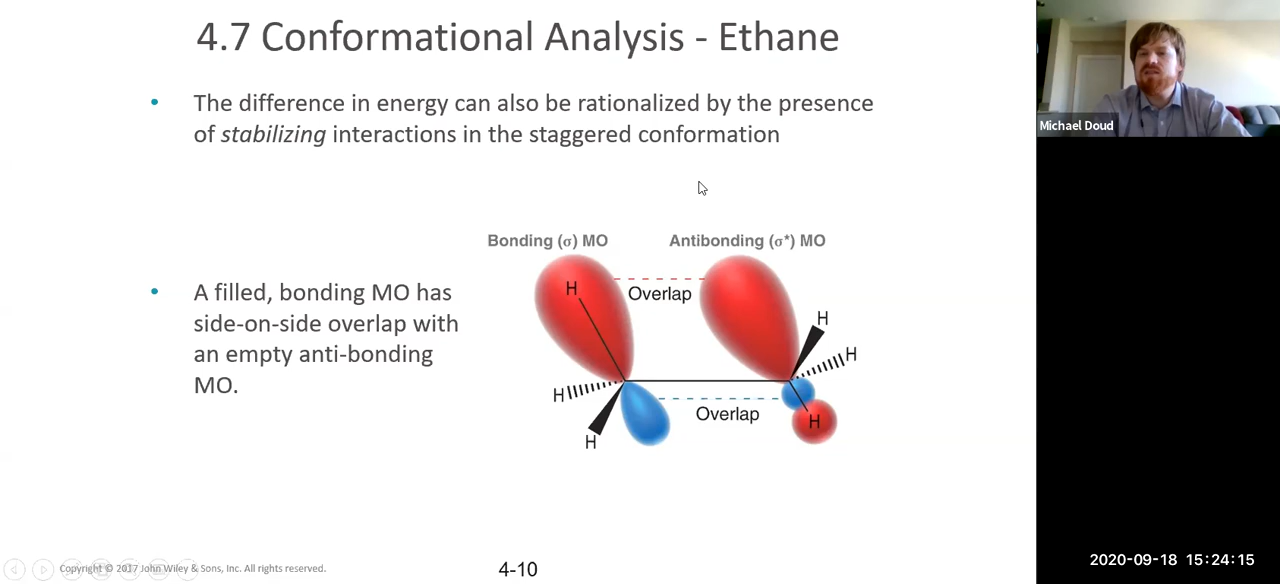 4.7 Conformational Analysis - Ethane
• The difference in energy can also be rationalized by the presence
of stabilizing interactions in the staggered conformation
Bonding (σ) MO
Antibonding (σ*) MO
• A filled, bonding MO has
side-on-side overlap with
an empty anti-bonding
MO.
H
Overlap
H
H
H
H
Overlap
H
Copyright © 2017 John Wiley & Sons, Inc. All rights reserved.
4-10
Michael Doud
2020-09-18 15:24:15